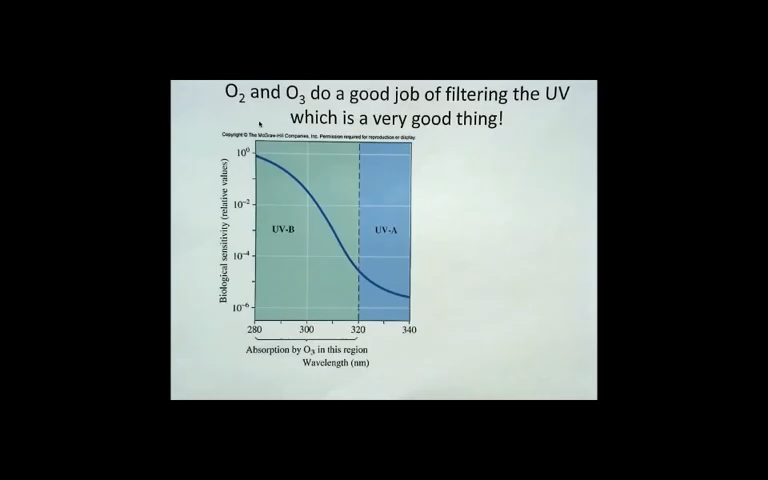 O₂ and O₃ do a good job of filtering the UV
which is a very good thing!
Copyright © The McGraw-Hill Companies, Inc. Permission required for reproduction or display.
Biological sensitivity (relative values)
10⁰
10⁻²
10⁻⁴
10⁻⁶
UV-B
UV-A
280
300
320
340
Absorption by O₃ in this region
Wavelength (nm)